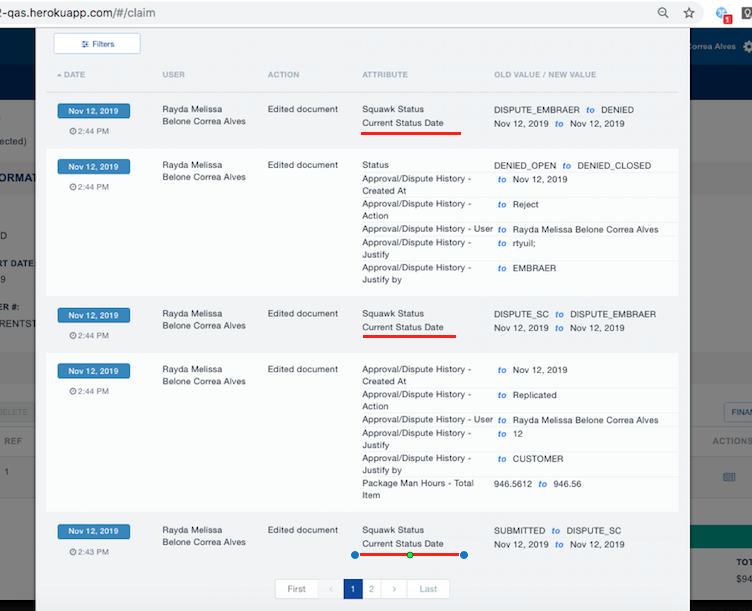 2-qas.herokuapp.com/#/claim
1
Correa Alves
Filters
DATE USER ACTION ATTRIBUTE OLD VALUE / NEW VALUE
Nov 12, 2019 Rayda Melissa Edited document Squawk Status DISPUTE_EMBRAER to DENIED
Belone Correa Alves Current Status Date Nov 12, 2019 to Nov 12, 2019
2:44 PM
ected)
Nov 12, 2019 Rayda Melissa Edited document Status DENIED_OPEN to DENIED_CLOSED
Belone Correa Alves Approval/Dispute History - to Nov 12, 2019
2:44 PM Created At
ORMAT
Approval/Dispute History - to Reject
Action
Approval/Dispute History - User to Rayda Melissa Belone Correa Alves
D
Approval/Dispute History - to rtyuil;
Justify
RT DATE:
Approval/Dispute History - to EMBRAER
Justify by
9
ER #:
Nov 12, 2019 Rayda Melissa Edited document Squawk Status DISPUTE_SC to DISPUTE_EMBRAER
RENTST
Belone Correa Alves Current Status Date Nov 12, 2019 to Nov 12, 2019
2:44 PM
Nov 12, 2019 Rayda Melissa Edited document Approval/Dispute History - to Nov 12, 2019
Belone Correa Alves Created At
2:44 PM
Approval/Dispute History - to Replicated
Action
DELETE FINAN
Approval/Dispute History - User to Rayda Melissa Belone Correa Alves
Approval/Dispute History - to 12
REF ACTIONS
Justify
Approval/Dispute History - to CUSTOMER
Justify by
1
Package Man Hours - Total 946.5612 to 946.56
Item
Nov 12, 2019 Rayda Melissa Edited document Squawk Status SUBMITTED to DISPUTE_SC
Belone Correa Alves Current Status Date Nov 12, 2019 to Nov 12, 2019
2:43 PM
TOT
$94
First ‹ 1 2 › Last